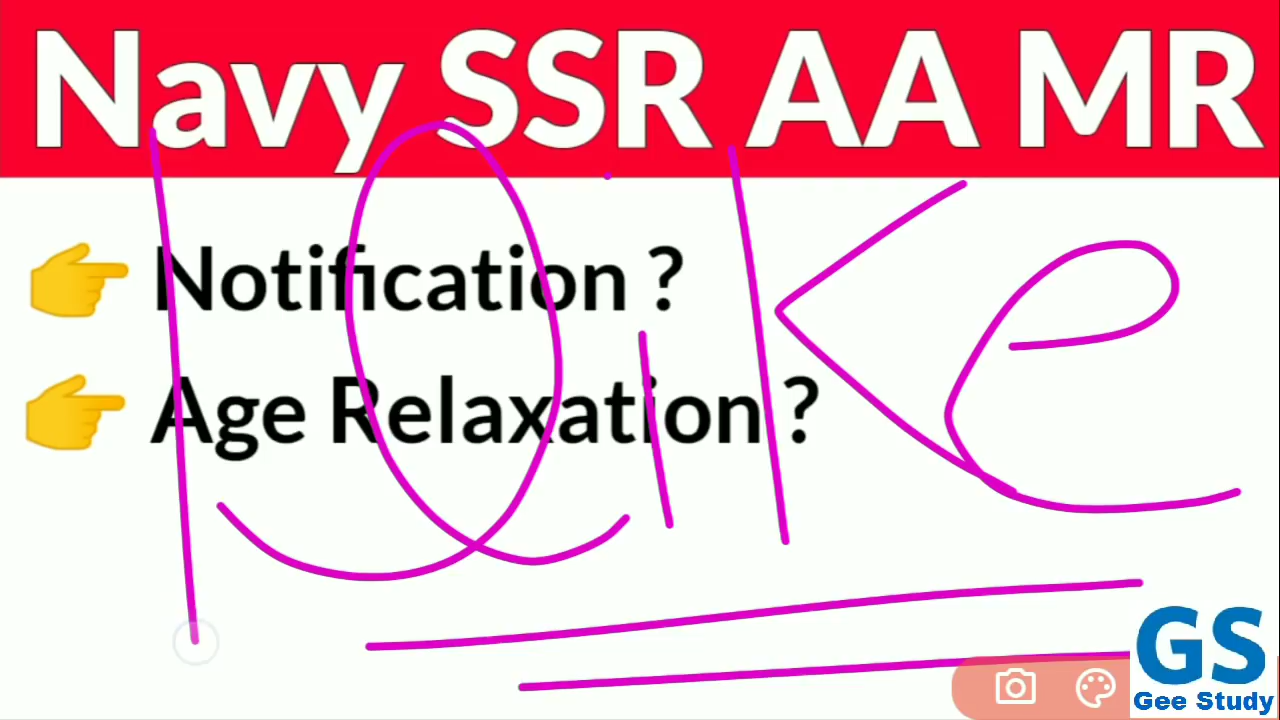 Navy SSR AA MR
👉 Notification ?
👉 Age Relaxation ?
Like
GS
Gee Study